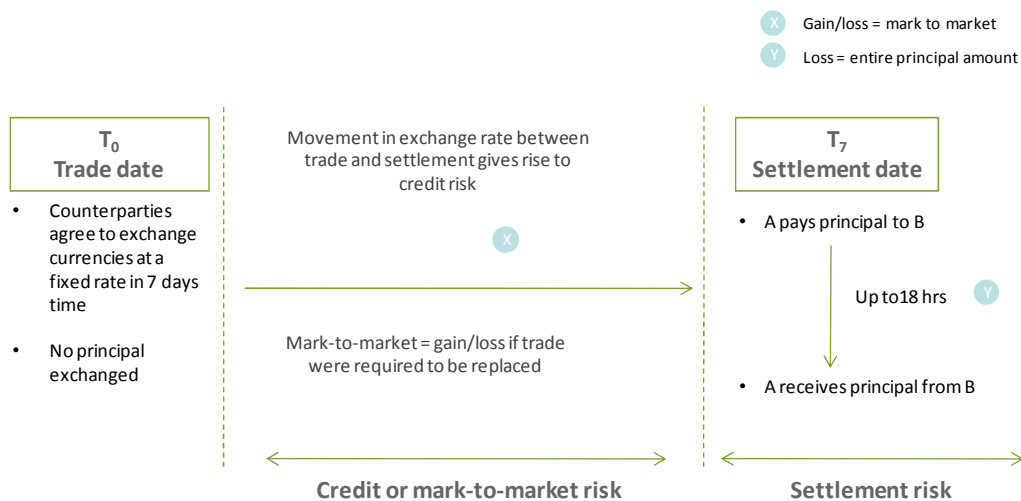 X Gain/loss = mark to market
Y Loss = entire principal amount
T0
Trade date
• Counterparties
agree to exchange
currencies at a
fixed rate in 7 days
time
• No principal
exchanged
Movement in exchange rate between
trade and settlement gives rise to
credit risk
X
Mark-to-market = gain/loss if trade
were required to be replaced
T7
Settlement date
• A pays principal to B
Up to18 hrs
Y
• A receives principal from B
Credit or mark-to-market risk
Settlement risk